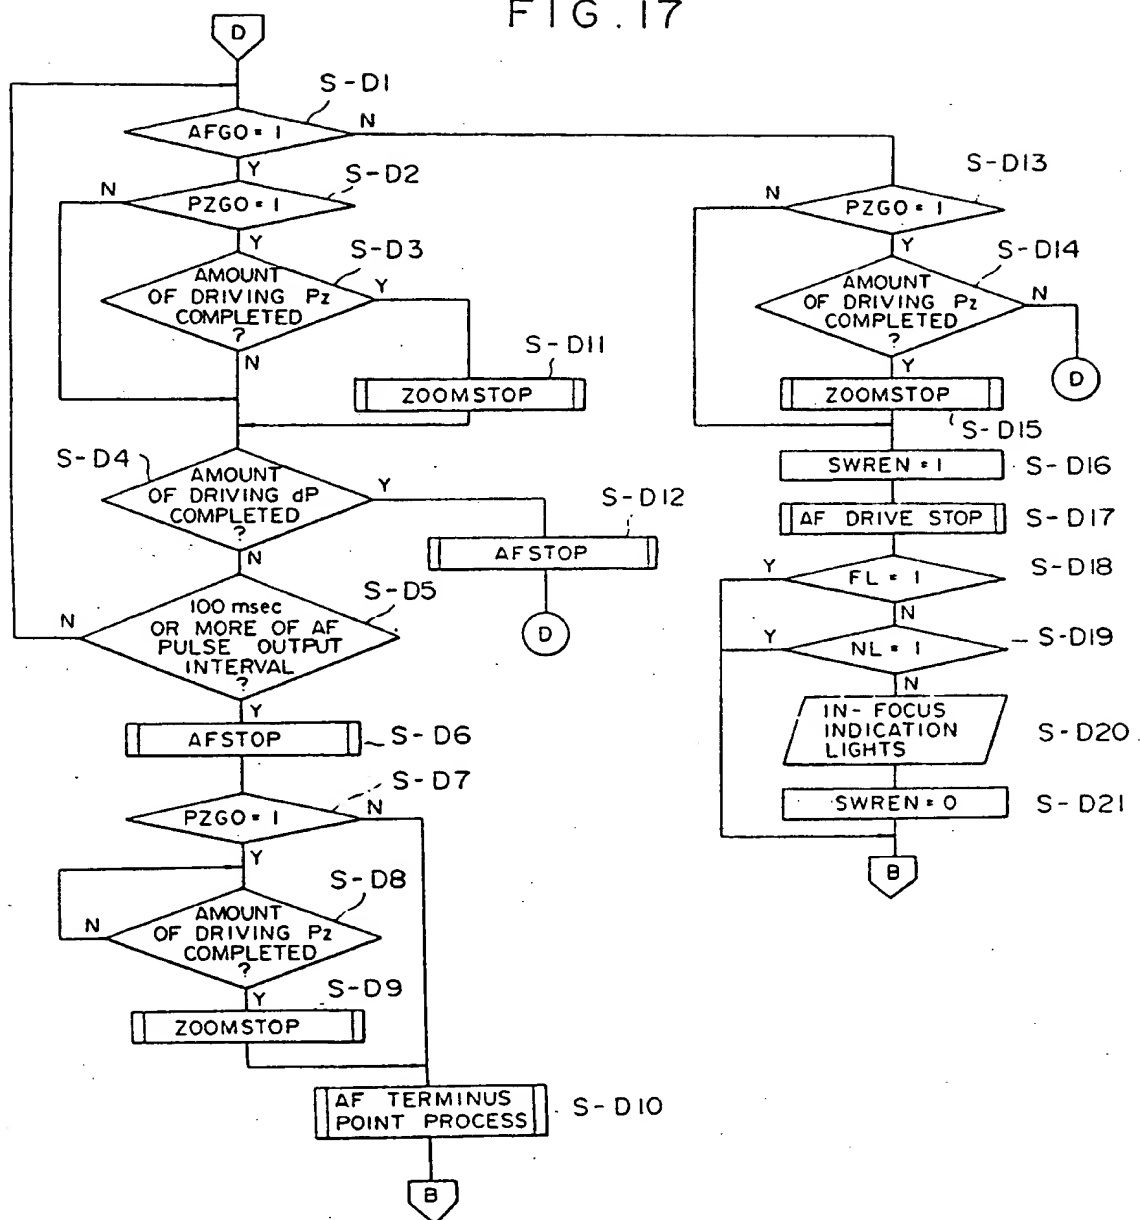 FIG.17
D
S-D1
AFGO=1
N
Y
S-D2
N
PZGO=1
Y
S-D3
AMOUNT
OF DRIVING Pz
COMPLETED
?
Y
N
S-D11
ZOOMSTOP
S-D4
AMOUNT
OF DRIVING dP
COMPLETED
?
Y
N
S-D12
AFSTOP
D
S-D5
100 msec
OR MORE OF AF
PULSE OUTPUT
INTERVAL
?
N
Y
AFSTOP
S-D6
S-D7
PZGO=1
N
Y
S-D8
AMOUNT
OF DRIVING Pz
COMPLETED
?
N
Y
S-D9
ZOOMSTOP
AF TERMINUS
POINT PROCESS
S-D10
B
S-D13
N
PZGO=1
Y
S-D14
AMOUNT
OF DRIVING Pz
COMPLETED
?
N
D
Y
ZOOMSTOP
S-D15
SWREN=1
S-D16
AF DRIVE STOP
S-D17
Y
FL=1
S-D18
N
Y
NL=1
S-D19
N
IN-FOCUS
INDICATION
LIGHTS
S-D20
SWREN=0
S-D21
B